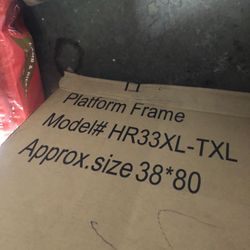 Platform Frame
Model# HR33XL-TXL
Approx.size 38*80